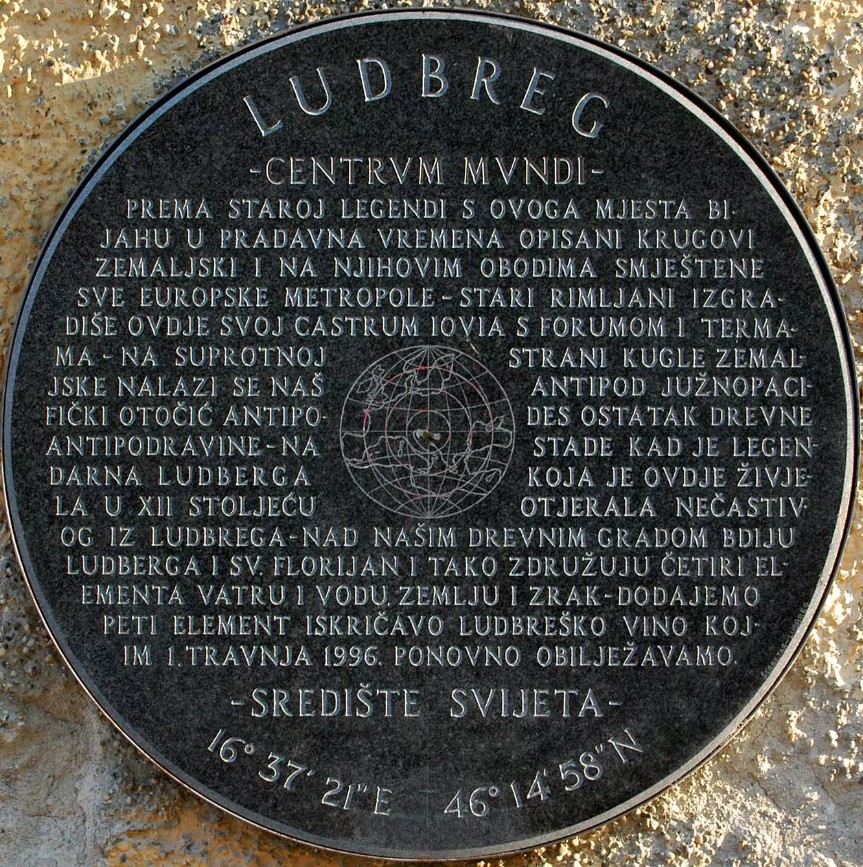 LUDBREG
-CENTRVM MVNDI-
PREMA STAROJ LEGENDI S OVOGA MJESTA BI-
JAHU U PRADAVNA VREMENA OPISANI KRUGOVI
ZEMALJSKI I NA NJIHOVIM OBODIMA SMJEŠTENE
SVE EUROPSKE METROPOLE-STARI RIMLJANI IZGRA-
DIŠE OVDJE SVOJ CASTRUM IOVIA S FORUMOM I TERMA-
MA-NA SUPROTNOJ STRANI KUGLE ZEMAL-
JSKE NALAZI SE NAŠ ANTIPOD JUŽNOPACI-
FIČKI OTOČIĆ ANTIPO-DES OSTATAK DREVNE
ANTIPODRAVINE-NA STADE KAD JE LEGEN-
DARNA LUDBERGA KOJA JE OVDJE ŽIVJE-
LA U XII STOLJEĆU OTJERALA NEČASTIV-
OG IZ LUDBREGA-NAD NAŠIM DREVNIM GRADOM BDIJU
LUDBERGA I SV. FLORIJAN I TAKO ZDRUŽUJU ČETIRI EL-
EMENTA VATRU I VODU, ZEMLJU I ZRAK-DODAJEMO
PETI ELEMENT ISKRIČAVO LUDBREŠKO VINO KOJ-
IM 1. TRAVNJA 1996. PONOVNO OBILJEŽAVAMO.
-SREDIŠTE SVIJETA-
16° 37' 21" E 46° 14' 58" N